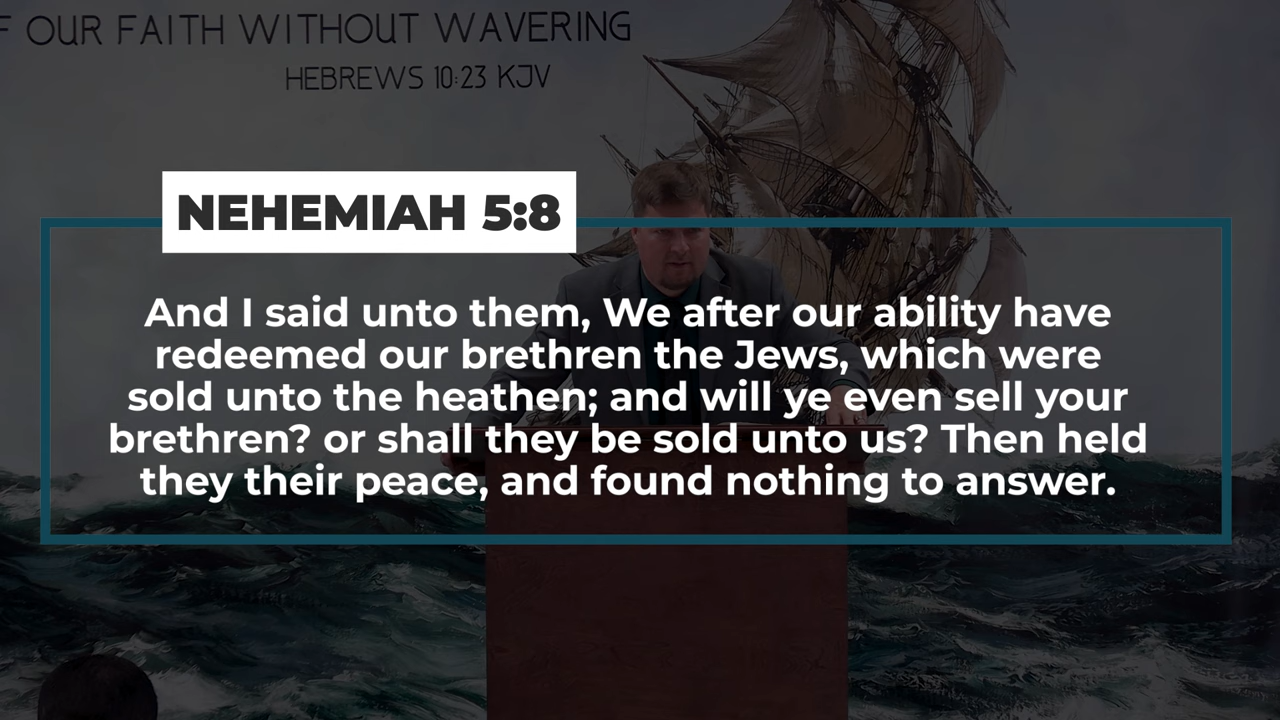 F OUR FAITH WITHOUT WAVERING
HEBREWS 10:23 KJV
NEHEMIAH 5:8
And I said unto them, We after our ability have
redeemed our brethren the Jews, which were
sold unto the heathen; and will ye even sell your
brethren? or shall they be sold unto us? Then held
they their peace, and found nothing to answer.